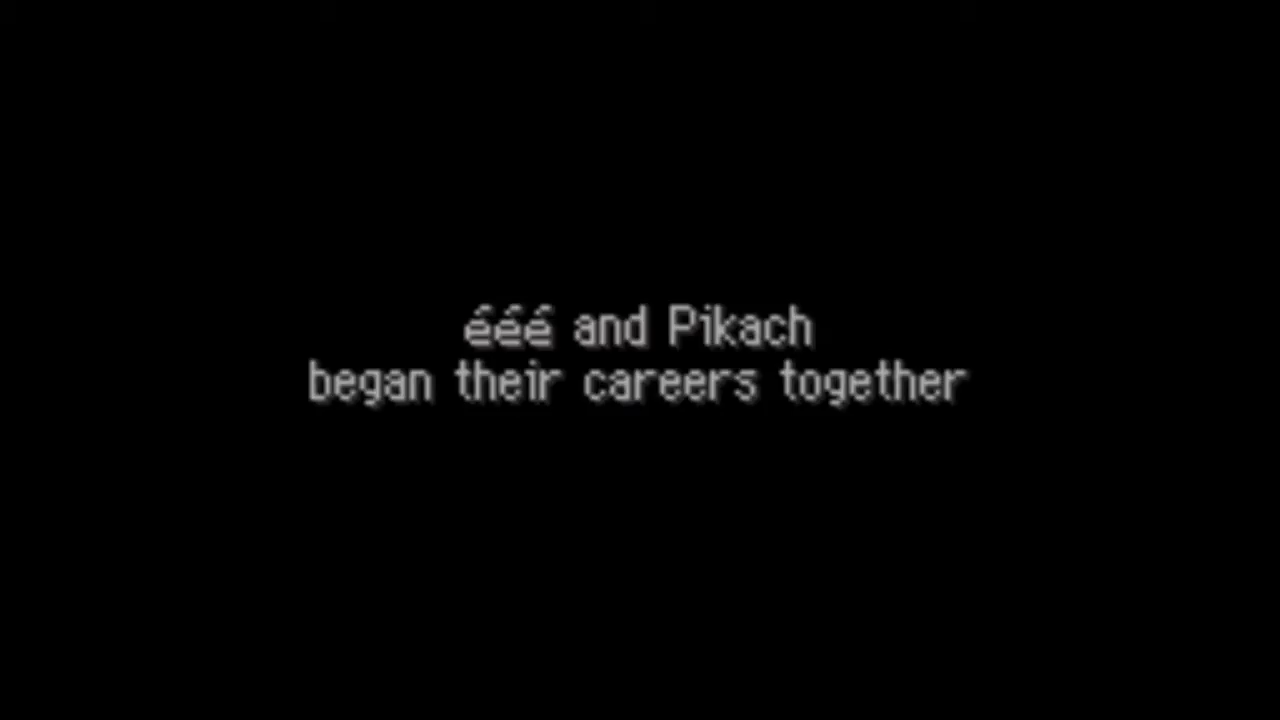 ééé and Pikach
began their careers together